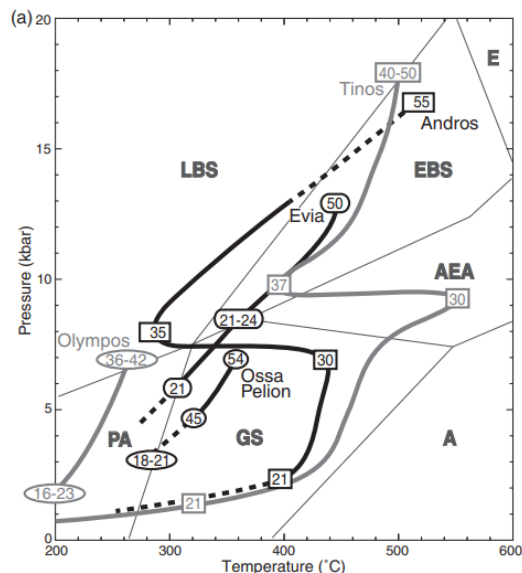 (a)
20
E
40-50
Tinos
55
Andros
LBS
EBS
15
50
Evia
Pressure (kbar)
10
37
AEA
30
21-24
35
Olympos
36-42
54
30
Ossa
Pelion
21
5
45
PA
GS
A
18-21
21
16-23
21
0
200
300
400
500
600
Temperature (˚C)